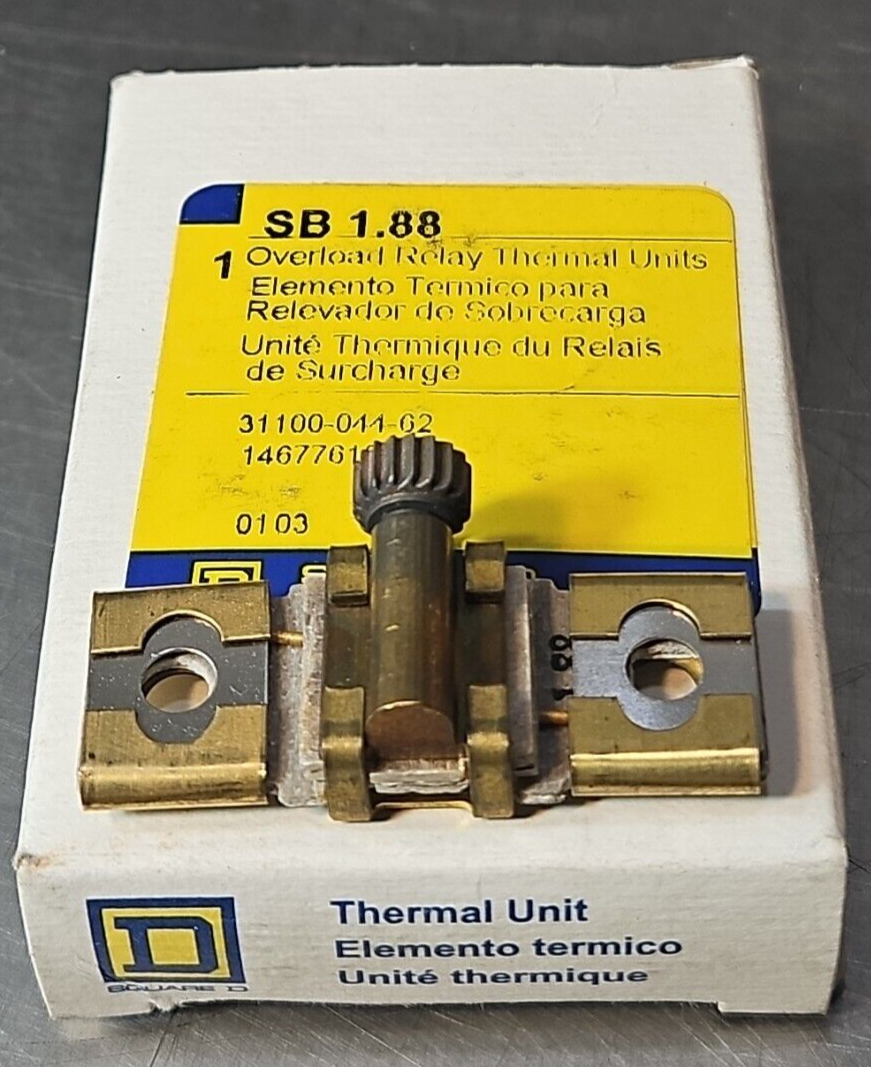 SB 1.88
1 Overload Relay Thermal Units
Elemento Termico para
Relevador de Sobrecarga
Unité Thermique du Relais
de Surcharge
31100-044-62
0103
D
Thermal Unit
Elemento termico
Unité thermique
SQUARE D